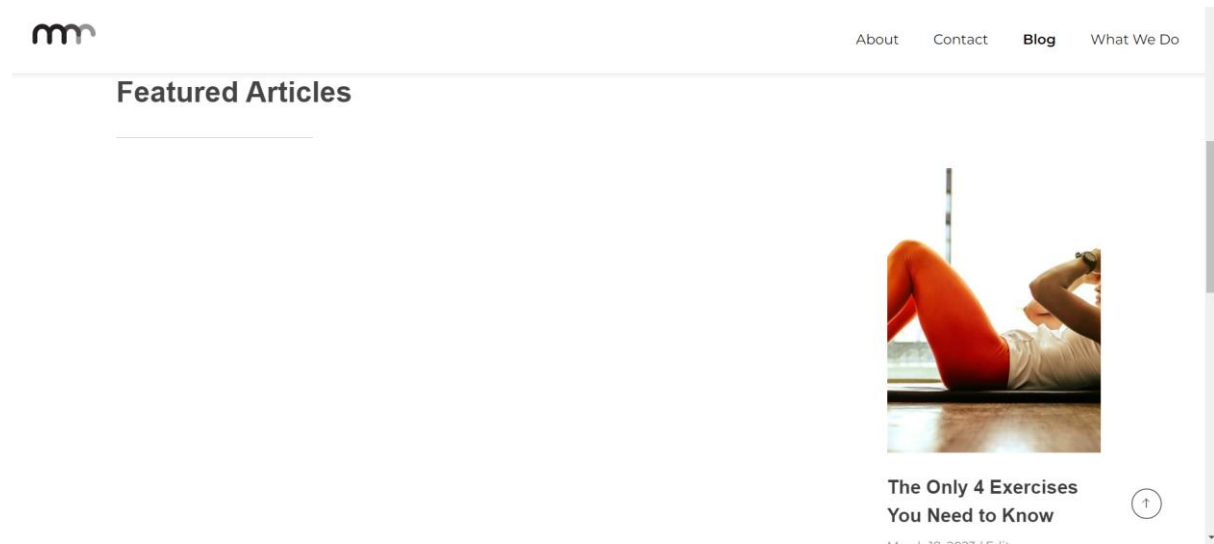 About Contact Blog What We Do
Featured Articles
The Only 4 Exercises
You Need to Know